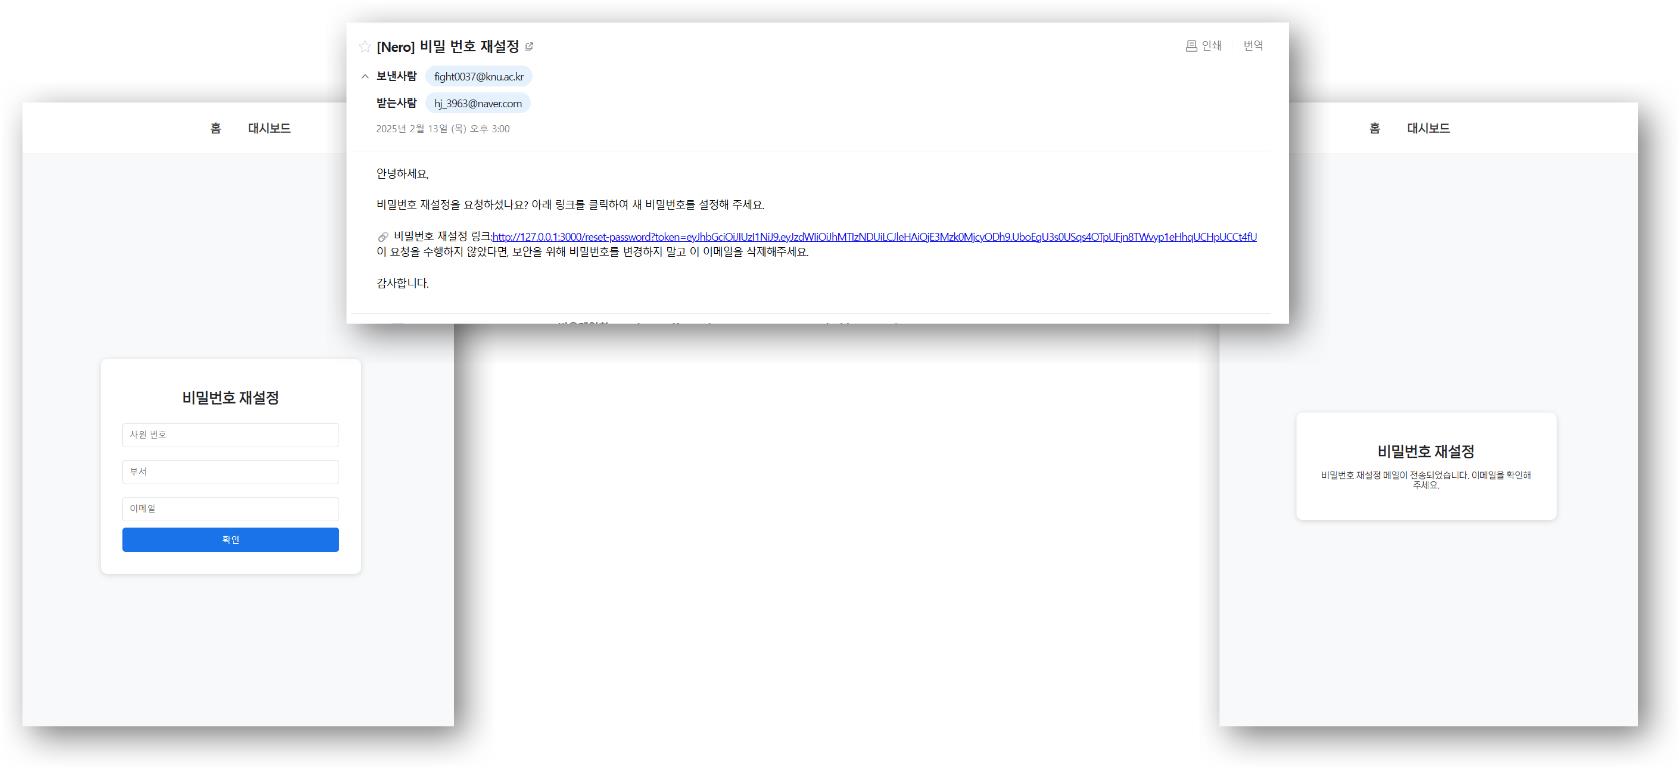 [Nero] 비밀 번호 재설정
인쇄 번역
보낸사람 fight0037@knu.ac.kr
받는사람 hj_3963@naver.com
2025년 2월 13일 (목) 오후 3:00
안녕하세요,
비밀번호 재설정을 요청하셨나요? 아래 링크를 클릭하여 새 비밀번호를 설정해 주세요.
비밀번호 재설정 링크:http://127.0.0.1:3000/reset-password?token=
이 요청을 수행하지 않았다면, 보안을 위해 비밀번호를 변경하지 말고 이 이메일을 삭제해주세요.
감사합니다.
홈 대시보드
비밀번호 재설정
사원 번호
부서
이메일
확인
홈 대시보드
비밀번호 재설정
비밀번호 재설정 메일이 전송되었습니다. 이메일을 확인해
주세요.